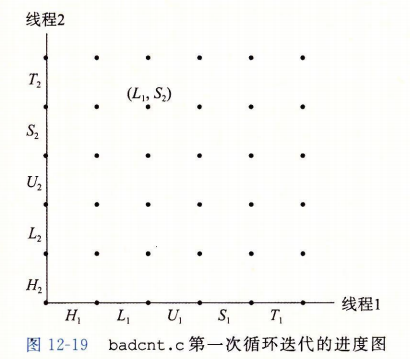 线程2
T₂
(L₁, S₂)
S₂
U₂
L₂
H₂
线程1
H₁ L₁ U₁ S₁ T₁
图 12-19 badcnt.c 第一次循环迭代的进度图